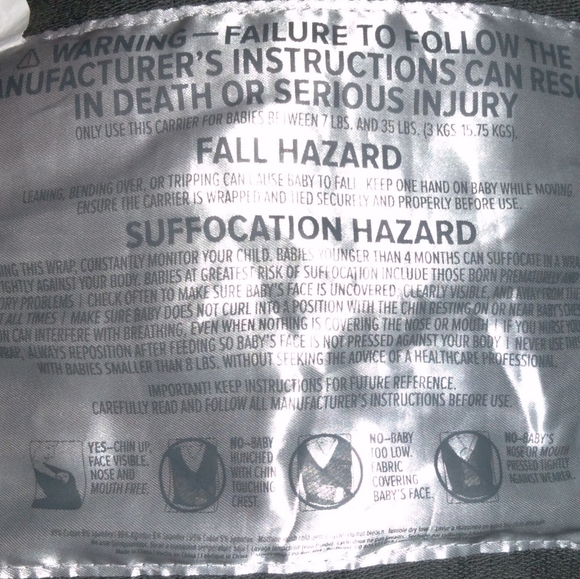 WARNING — FAILURE TO FOLLOW THE
MANUFACTURER'S INSTRUCTIONS CAN
IN DEATH OR SERIOUS INJURY
ONLY USE THIS CARRIER FOR BABIES BETWEEN 7 LBS. AND 35 LBS. (3 KGS 15.75 KGS).
FALL HAZARD
LEANING, BENDING OVER, OR TRIPPING CAN CAUSE BABY TO FALL. KEEP ONE HAND ON BABY WHILE MOVING.
ENSURE THE CARRIER IS WRAPPED AND TIED SECURELY AND PROPERLY BEFORE USE.
SUFFOCATION HAZARD
THIS WRAP, CONSTANTLY MONITOR YOUR CHILD. BABIES YOUNGER THAN 4 MONTHS CAN SUFFOCATE IN A
TIGHTLY AGAINST YOUR BODY. BABIES AT GREATEST RISK OF SUFFOCATION INCLUDE THOSE BORN PREMATURELY
PROBLEMS | CHECK OFTEN TO MAKE SURE BABY'S FACE IS UNCOVERED, CLEARLY VISIBLE, AND AWAY FROM
AT ALL TIMES | MAKE SURE BABY DOES NOT CURL INTO A POSITION WITH THE CHIN RESTING ON OR NEAR BABY'S
CAN INTERFERE WITH BREATHING, EVEN WHEN NOTHING IS COVERING THE NOSE OR MOUTH | IF YOU NURSE
ALWAYS REPOSITION AFTER FEEDING SO BABY'S FACE IS NOT PRESSED AGAINST YOUR BODY | NEVER USE
WITH BABIES SMALLER THAN 8 LBS. WITHOUT SEEKING THE ADVICE OF A HEALTHCARE PROFESSIONAL.
IMPORTANT! KEEP INSTRUCTIONS FOR FUTURE REFERENCE.
CAREFULLY READ AND FOLLOW ALL MANUFACTURER'S INSTRUCTIONS BEFORE USE.
YES—CHIN UP,
FACE VISIBLE,
NOSE AND
MOUTH FREE.
NO—BABY
HUNCHED
WITH CHIN
TOUCHING
CHEST.
NO—BABY
TOO LOW.
FABRIC
COVERING
BABY'S FACE.
NO—BABY'S
NOSE OR MOUTH
PRESSED TIGHTLY
AGAINST WEARER.